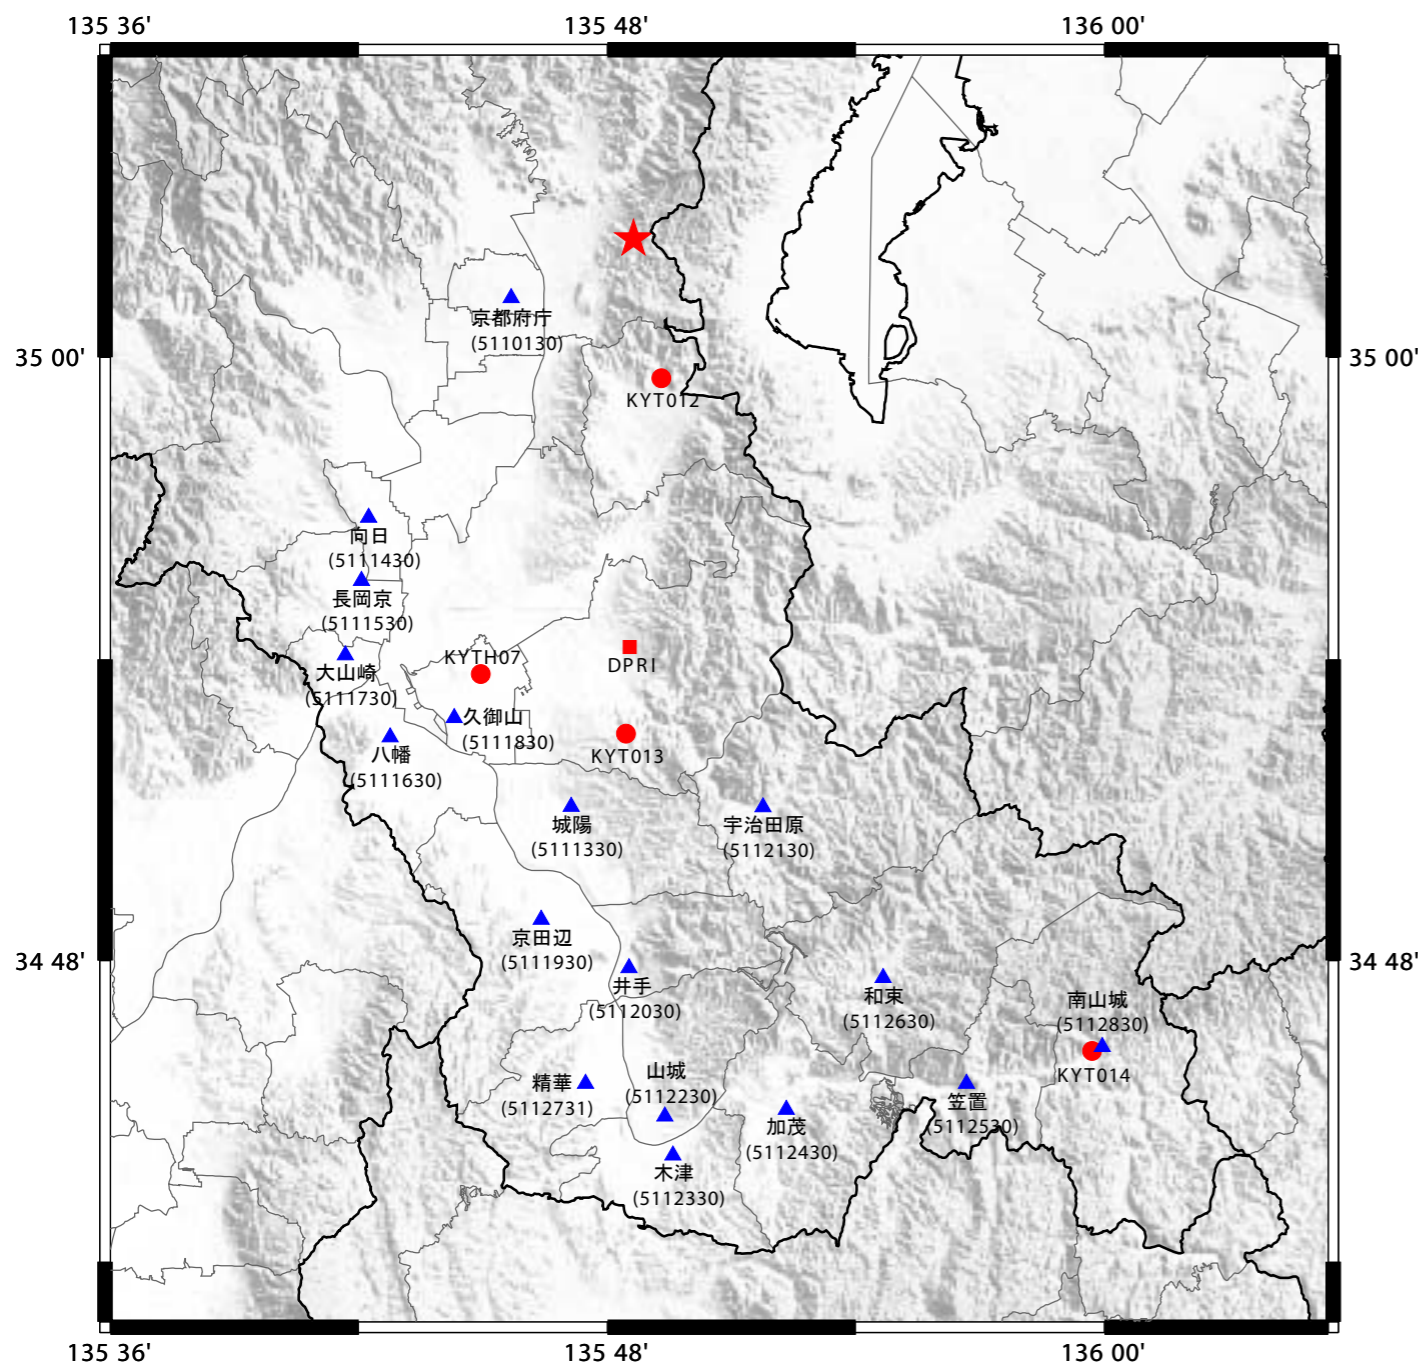 135 36'
135 48'
136 00'
京都府庁
(5110130)
35 00'
35 00'
KYT012
向日
(5111430)
長岡京
(5111530)
KYTH07
DPRI
大山崎
(5111730)
久御山
(5111830)
八幡
(5111630)
KYT013
城陽
(5111330)
宇治田原
(5112130)
京田辺
(5111930)
34 48'
34 48'
井手
(5112030)
和束
(5112630)
南山城
(5112830)
KYT014
山城
(5112230)
精華
(5112731)
笠置
(5112530)
加茂
(5112430)
木津
(5112330)
135 36'
135 48'
136 00'